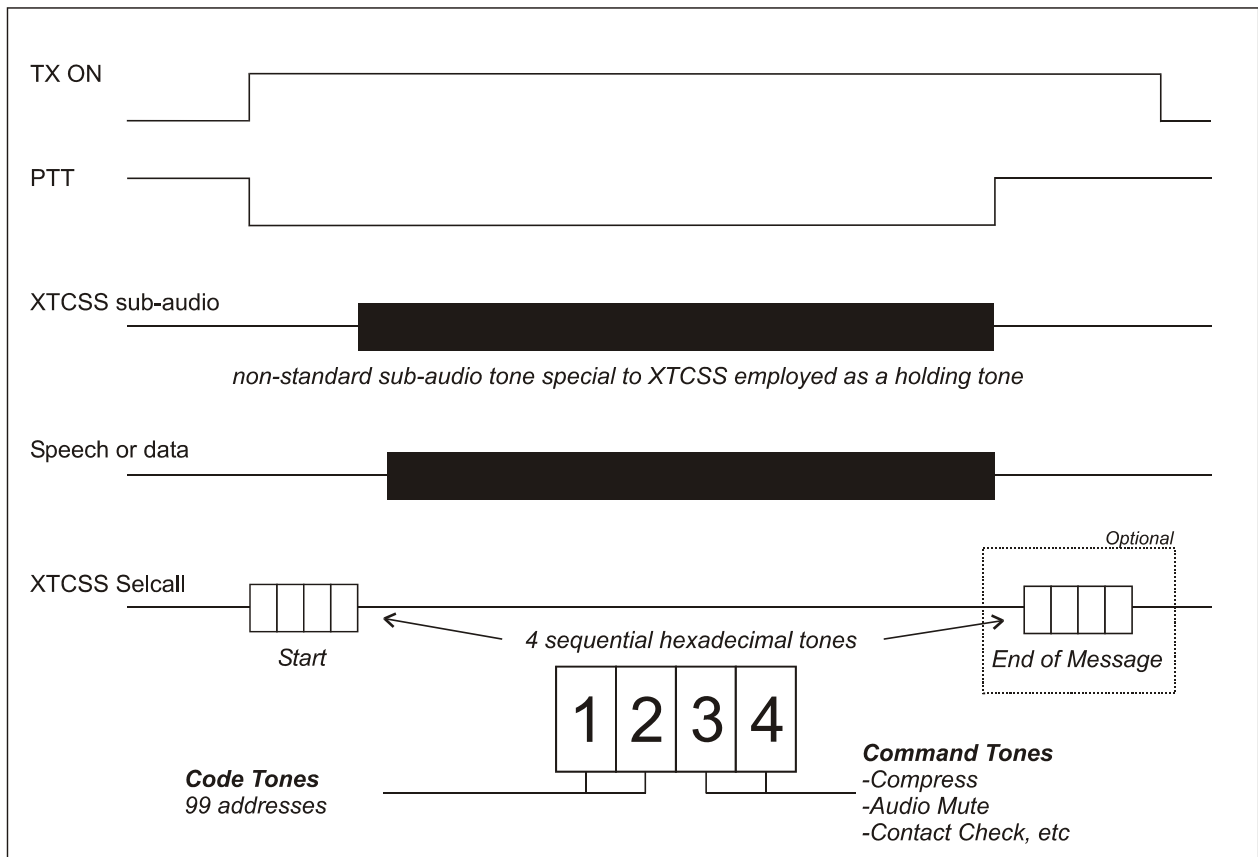 TX ON
PTT
XTCSS sub-audio
non-standard sub-audio tone special to XTCSS employed as a holding tone
Speech or data
Optional
XTCSS Selcall
4 sequential hexadecimal tones
Start
End of Message
1 2 3 4
Code Tones
99 addresses
Command Tones
-Compress
-Audio Mute
-Contact Check, etc